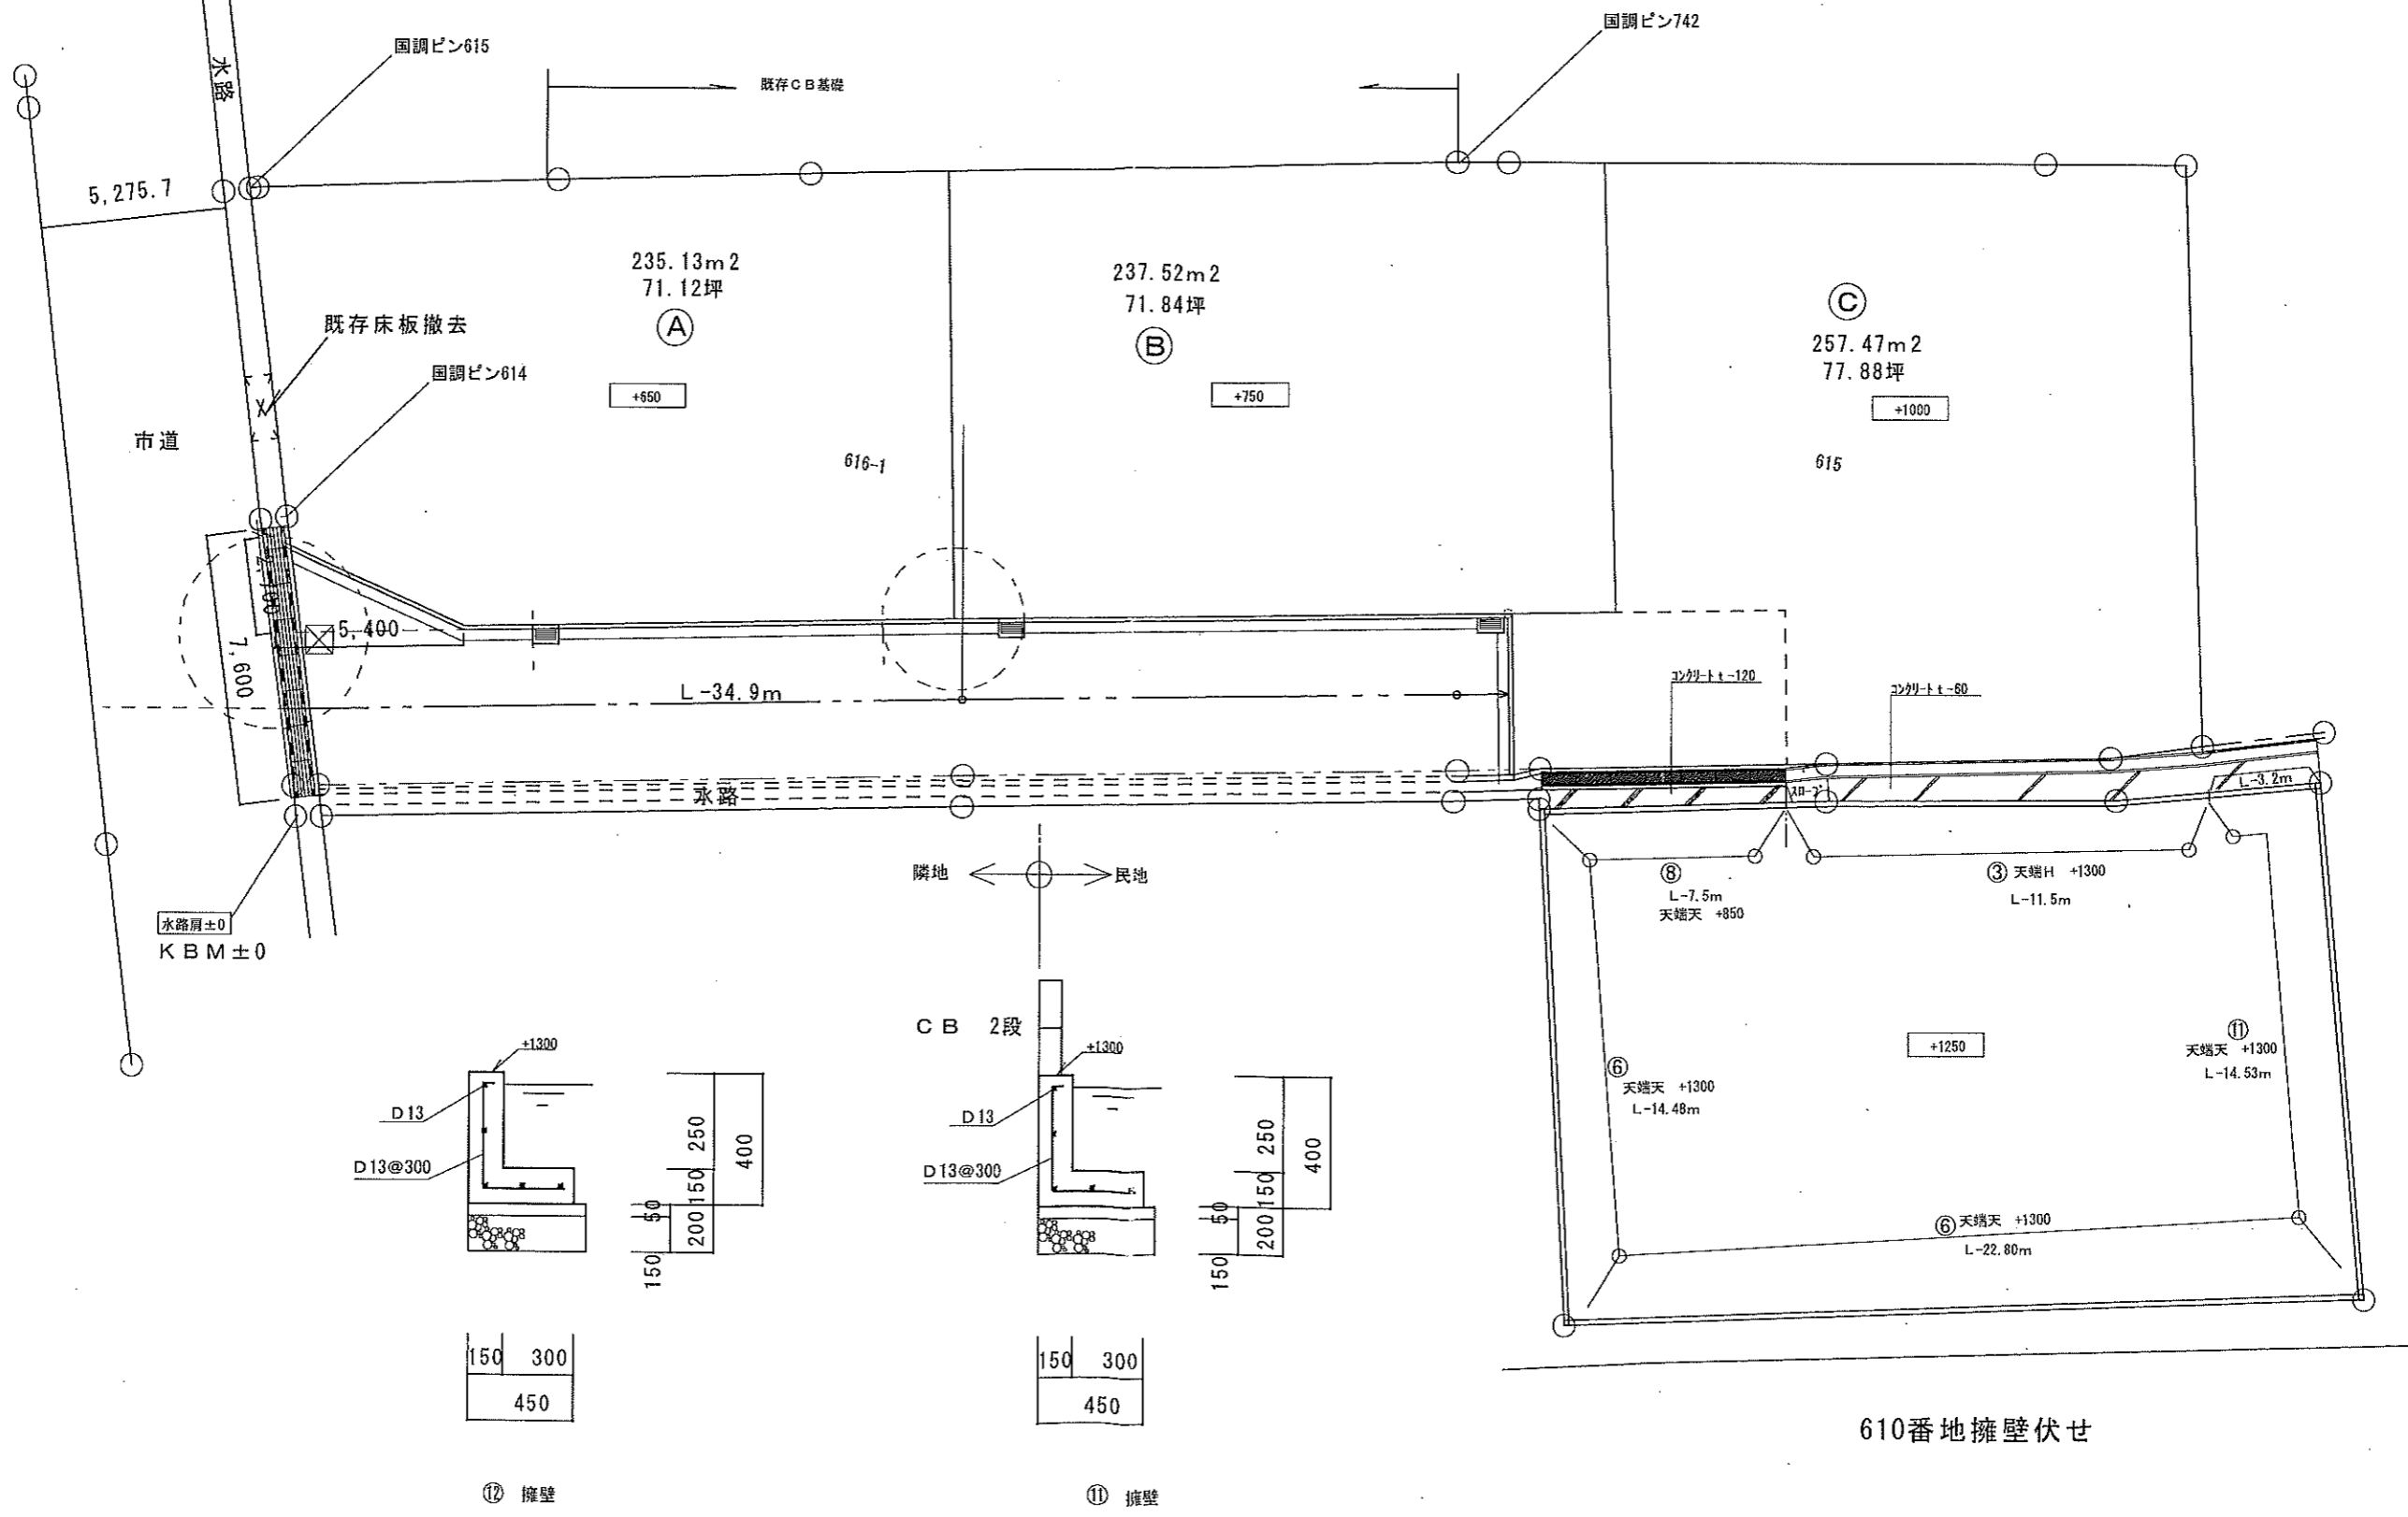 国調ピン742
国調ピン615
水路
既存CB基礎
5,275.7
235.13m2
71.12坪
A
237.52m2
71.84坪
B
C
257.47m2
77.88坪
既存床板撤去
国調ピン614
+650
+750
+1000
市道
616-1
615
5,400
7,600
L-34.9m
コンクリートt-120
コンクリートt-60
水路
スロープ
L-3.2m
隣地
民地
⑧
L-7.5m
天端天 +850
③ 天端H +1300
L-11.5m
水路肩±0
KBM±0
CB 2段
+1300
D13
D13@300
250
400
150
50
200
150
+1300
D13
D13@300
250
400
150
50
200
150
+1250
⑪
天端天 +1300
L-14.53m
⑥
天端天 +1300
L-14.48m
⑥ 天端天 +1300
L-22.80m
150 300
450
150 300
450
610番地擁壁伏せ
⑫ 擁壁
⑪ 擁壁